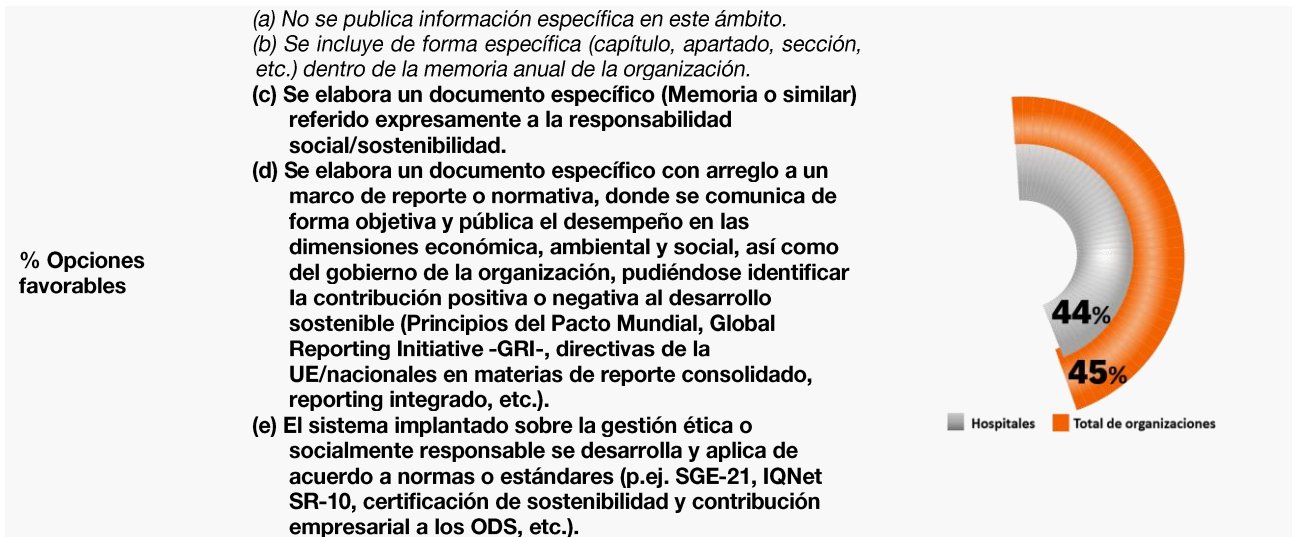 (a) No se publica información específica en este ámbito.
(b) Se incluye de forma específica (capítulo, apartado, sección,
etc.) dentro de la memoria anual de la organización.
(c) Se elabora un documento específico (Memoria o similar)
referido expresamente a la responsabilidad
social/sostenibilidad.
(d) Se elabora un documento específico con arreglo a un
marco de reporte o normativa, donde se comunica de
forma objetiva y pública el desempeño en las
dimensiones económica, ambiental y social, así como
del gobierno de la organización, pudiéndose identificar
la contribución positiva o negativa al desarrollo
sostenible (Principios del Pacto Mundial, Global
Reporting Initiative -GRI-, directivas de la
UE/nacionales en materias de reporte consolidado,
reporting integrado, etc.).
(e) El sistema implantado sobre la gestión ética o
socialmente responsable se desarrolla y aplica de
acuerdo a normas o estándares (p.ej. SGE-21, IQNet
SR-10, certificación de sostenibilidad y contribución
empresarial a los ODS, etc.).
% Opciones
favorables
44%
45%
Hospitales
Total de organizaciones